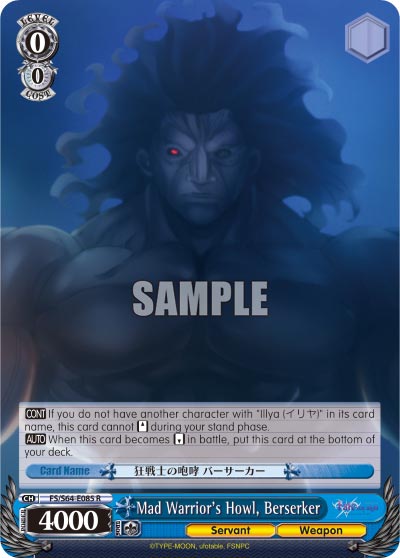 LEVEL
0
0
COST
SAMPLE
CONT If you do not have another character with "Illya (イリヤ)" in its card
name, this card cannot during your stand phase.
AUTO When this card becomes in battle, put this card at the bottom of
your deck.
Card Name 狂戦士の咆哮 バーサーカー
CH FS/S64-E085 R
Mad Warrior's Howl, Berserker
POWER 4000 SOUL
Servant Weapon
©TYPE-MOON, ufotable, FSNPC